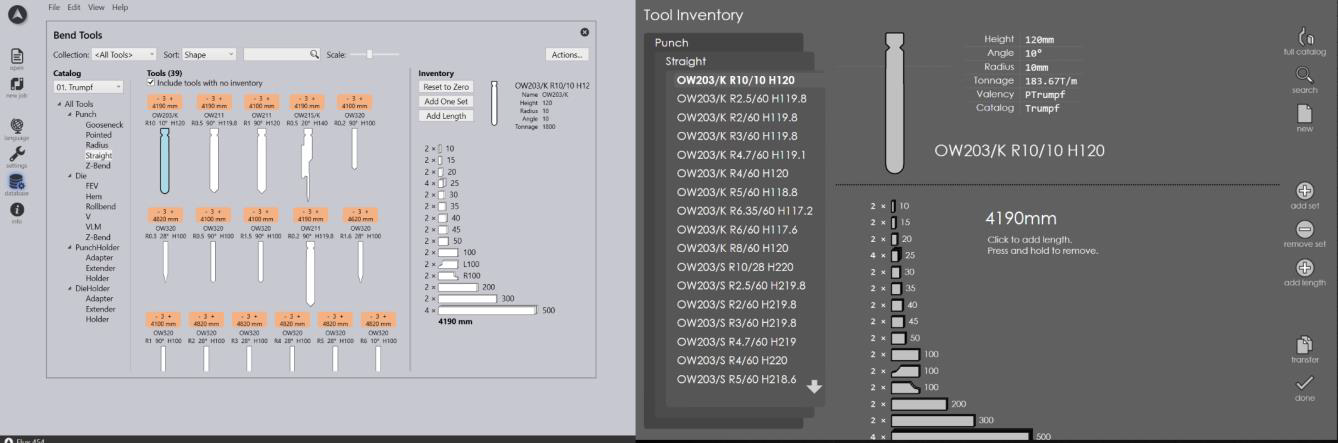 File Edit View Help
Bend Tools
Collection: <All Tools> Sort: Shape Scale: Actions...
Catalog
01. Trumpf
All Tools
Punch
Gooseneck
Pointed
Radius
Straight
Z-Bend
Die
FEV
Hem
Rollbend
V
VLM
Z-Bend
PunchHolder
Adapter
Extender
Holder
DieHolder
Adapter
Extender
Holder
open
new job
language
settings
database
info
Tools (39)
Include tools with no inventory
- 3 + - 3 + - 3 + - 3 + - 3 +
4190 mm 4190 mm 4100 mm 4190 mm 4100 mm
OW203/K OW211 OW211 OW215/K OW320
R10 10° H120 R0.5 90° H119.8 R1 90° H120 R0.5 20° H140 R0.2 90° H100
- 3 + - 3 + - 3 + - 3 + - 3 +
4820 mm 4100 mm 4100 mm 4190 mm 4620 mm
OW320 OW320 OW320 OW211 OW320
R0.3 28° H100 R0.5 90° H100 R1.5 28° H100 R0.2 90° H119.8 R1.6 28° H100
- 3 + - 3 + - 3 + - 3 + - 3 + - 3 +
4100 mm 4820 mm 4820 mm 4820 mm 4820 mm 4820 mm
OW320 OW320 OW320 OW320 OW320 OW320
R1 90° H100 R2 28° H100 R3 28° H100 R4 28° H100 R5 28° H100 R6 10° H100
Inventory
Reset to Zero
Add One Set
Add Length
OW203/K R10/10 H12
Name OW203/K
Height 120
Radius 10
Angle 10
Tonnage 1800
2 × 10
2 × 15
2 × 20
4 × 25
2 × 30
2 × 35
2 × 40
2 × 45
2 × 50
2 × 100
2 × L100
2 × R100
2 × 200
2 × 300
4 × 500
4190 mm
Flux 454
Tool Inventory
Punch
Straight
OW203/K R10/10 H120
OW203/K R2.5/60 H119.8
OW203/K R2/60 H119.8
OW203/K R3/60 H119.8
OW203/K R4.7/60 H119.1
OW203/K R4/60 H120
OW203/K R5/60 H118.8
OW203/K R6.35/60 H117.2
OW203/K R6/60 H117.6
OW203/K R8/60 H120
OW203/S R10/28 H220
OW203/S R2.5/60 H219.8
OW203/S R2/60 H219.8
OW203/S R3/60 H219.8
OW203/S R4.7/60 H219
OW203/S R4/60 H220
OW203/S R5/60 H218.6
Height 120mm
Angle 10°
Radius 10mm
Tonnage 183.67T/m
Valency PTrumpf
Catalog Trumpf
OW203/K R10/10 H120
2 × 10
2 × 15
2 × 20
4 × 25
2 × 30
2 × 35
2 × 40
2 × 45
2 × 50
2 × 100
2 × 100
2 × 100
2 × 200
2 × 300
4 × 500
4190mm
Click to add length.
Press and hold to remove.
full catalog
search
new
add set
remove set
add length
transfer
done